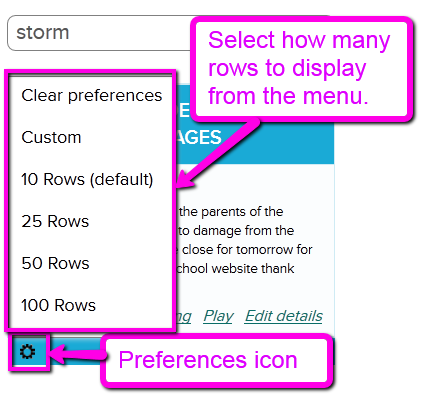 storm
Select how many
rows to display
from the menu.
Clear preferences
Custom
AGES
10 Rows (default)
25 Rows
the parents of the
to damage from the
50 Rows
close for tomorrow for
school website thank
100 Rows
Play Edit details
Preferences icon